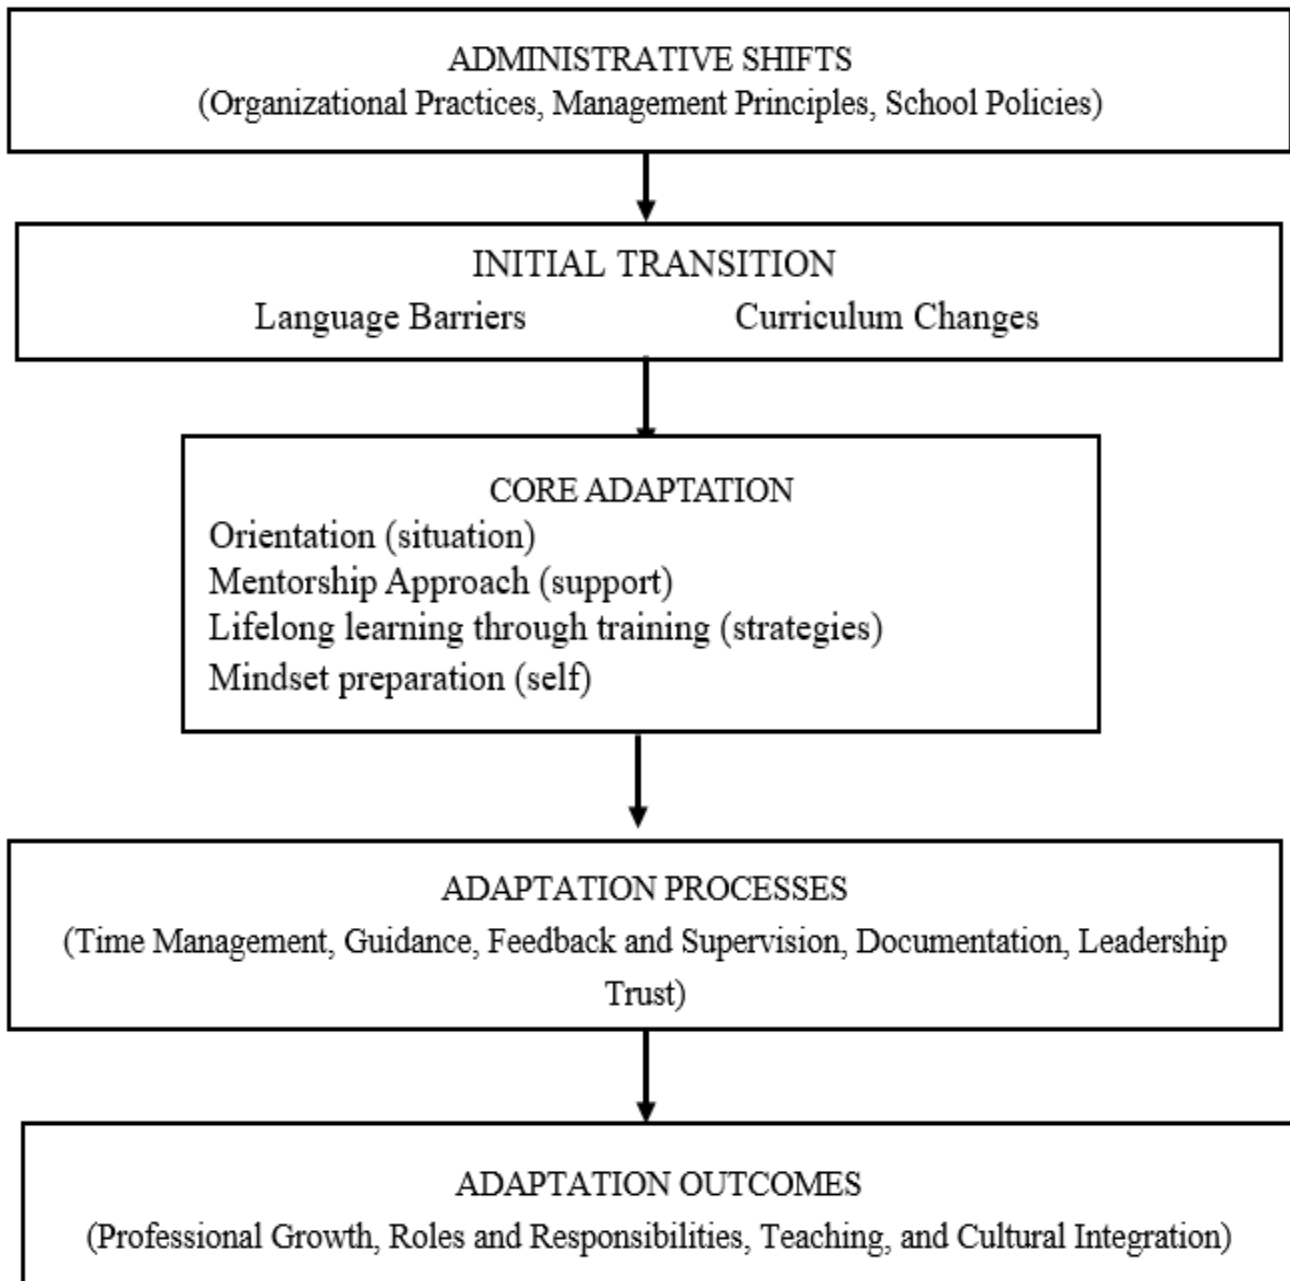 ADMINISTRATIVE SHIFTS
(Organizational Practices, Management Principles, School Policies)
INITIAL TRANSITION
Language Barriers Curriculum Changes
CORE ADAPTATION
Orientation (situation)
Mentorship Approach (support)
Lifelong learning through training (strategies)
Mindset preparation (self)
ADAPTATION PROCESSES
(Time Management, Guidance, Feedback and Supervision, Documentation, Leadership
Trust)
ADAPTATION OUTCOMES
(Professional Growth, Roles and Responsibilities, Teaching, and Cultural Integration)